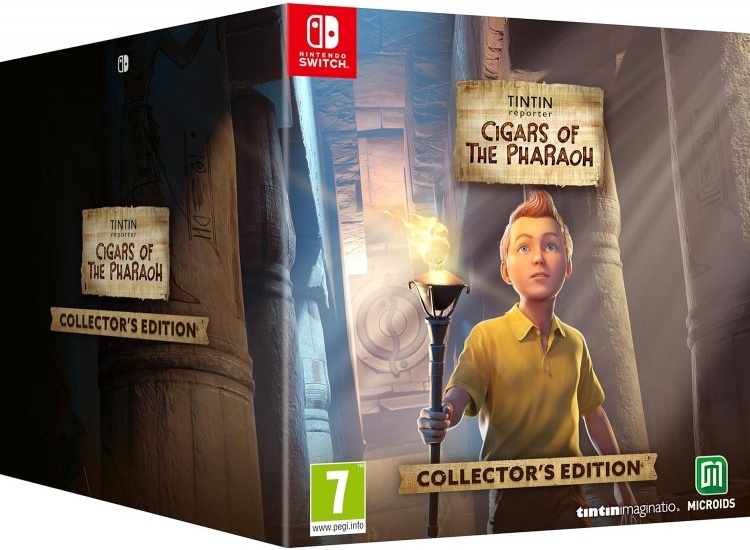 TINTIN
reporter
CIGARS OF
THE PHARAOH
COLLECTOR'S EDITION
NINTENDO
SWITCH™
TINTIN
reporter
CIGARS OF
THE PHARAOH
COLLECTOR'S EDITION
7
www.pegi.info
tintinimaginatio.
MICROIDS